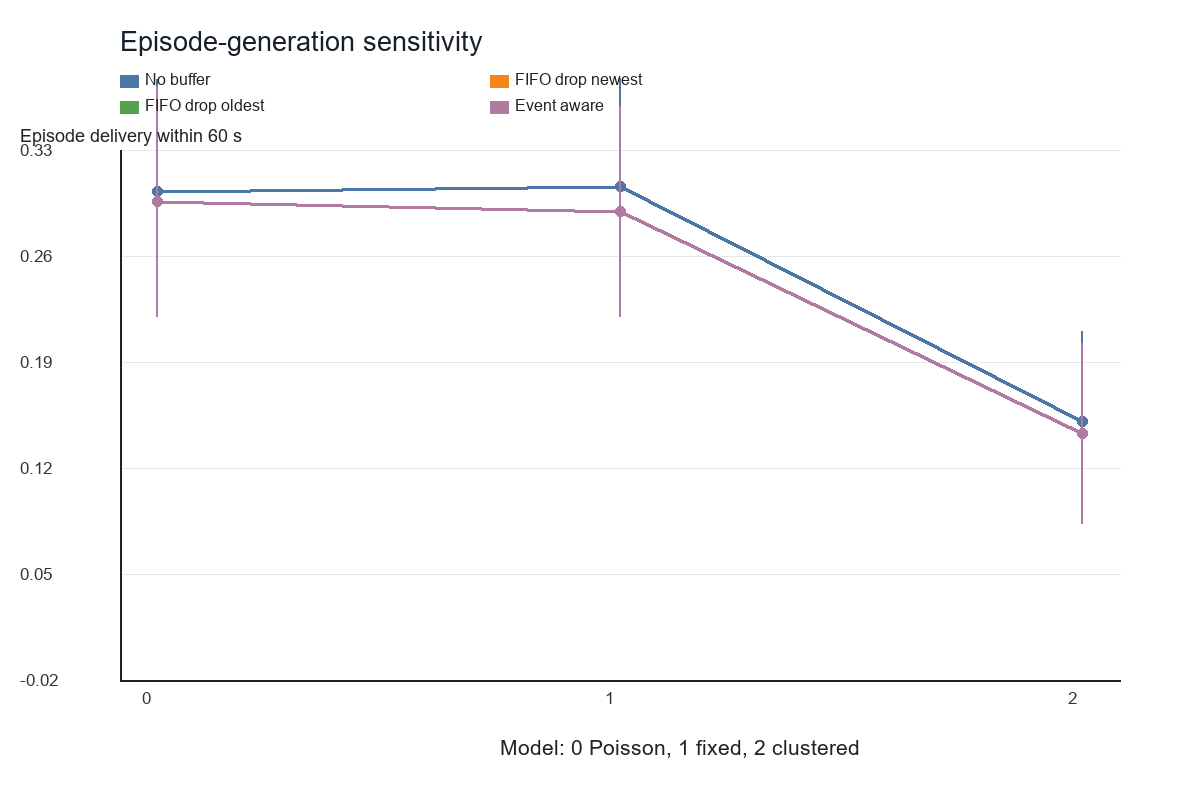 Episode-generation sensitivity
No buffer
FIFO drop newest
FIFO drop oldest
Event aware
Episode delivery within 60 s
0.33
0.26
0.19
0.12
0.05
-0.02
0 1 2
Model: 0 Poisson, 1 fixed, 2 clustered